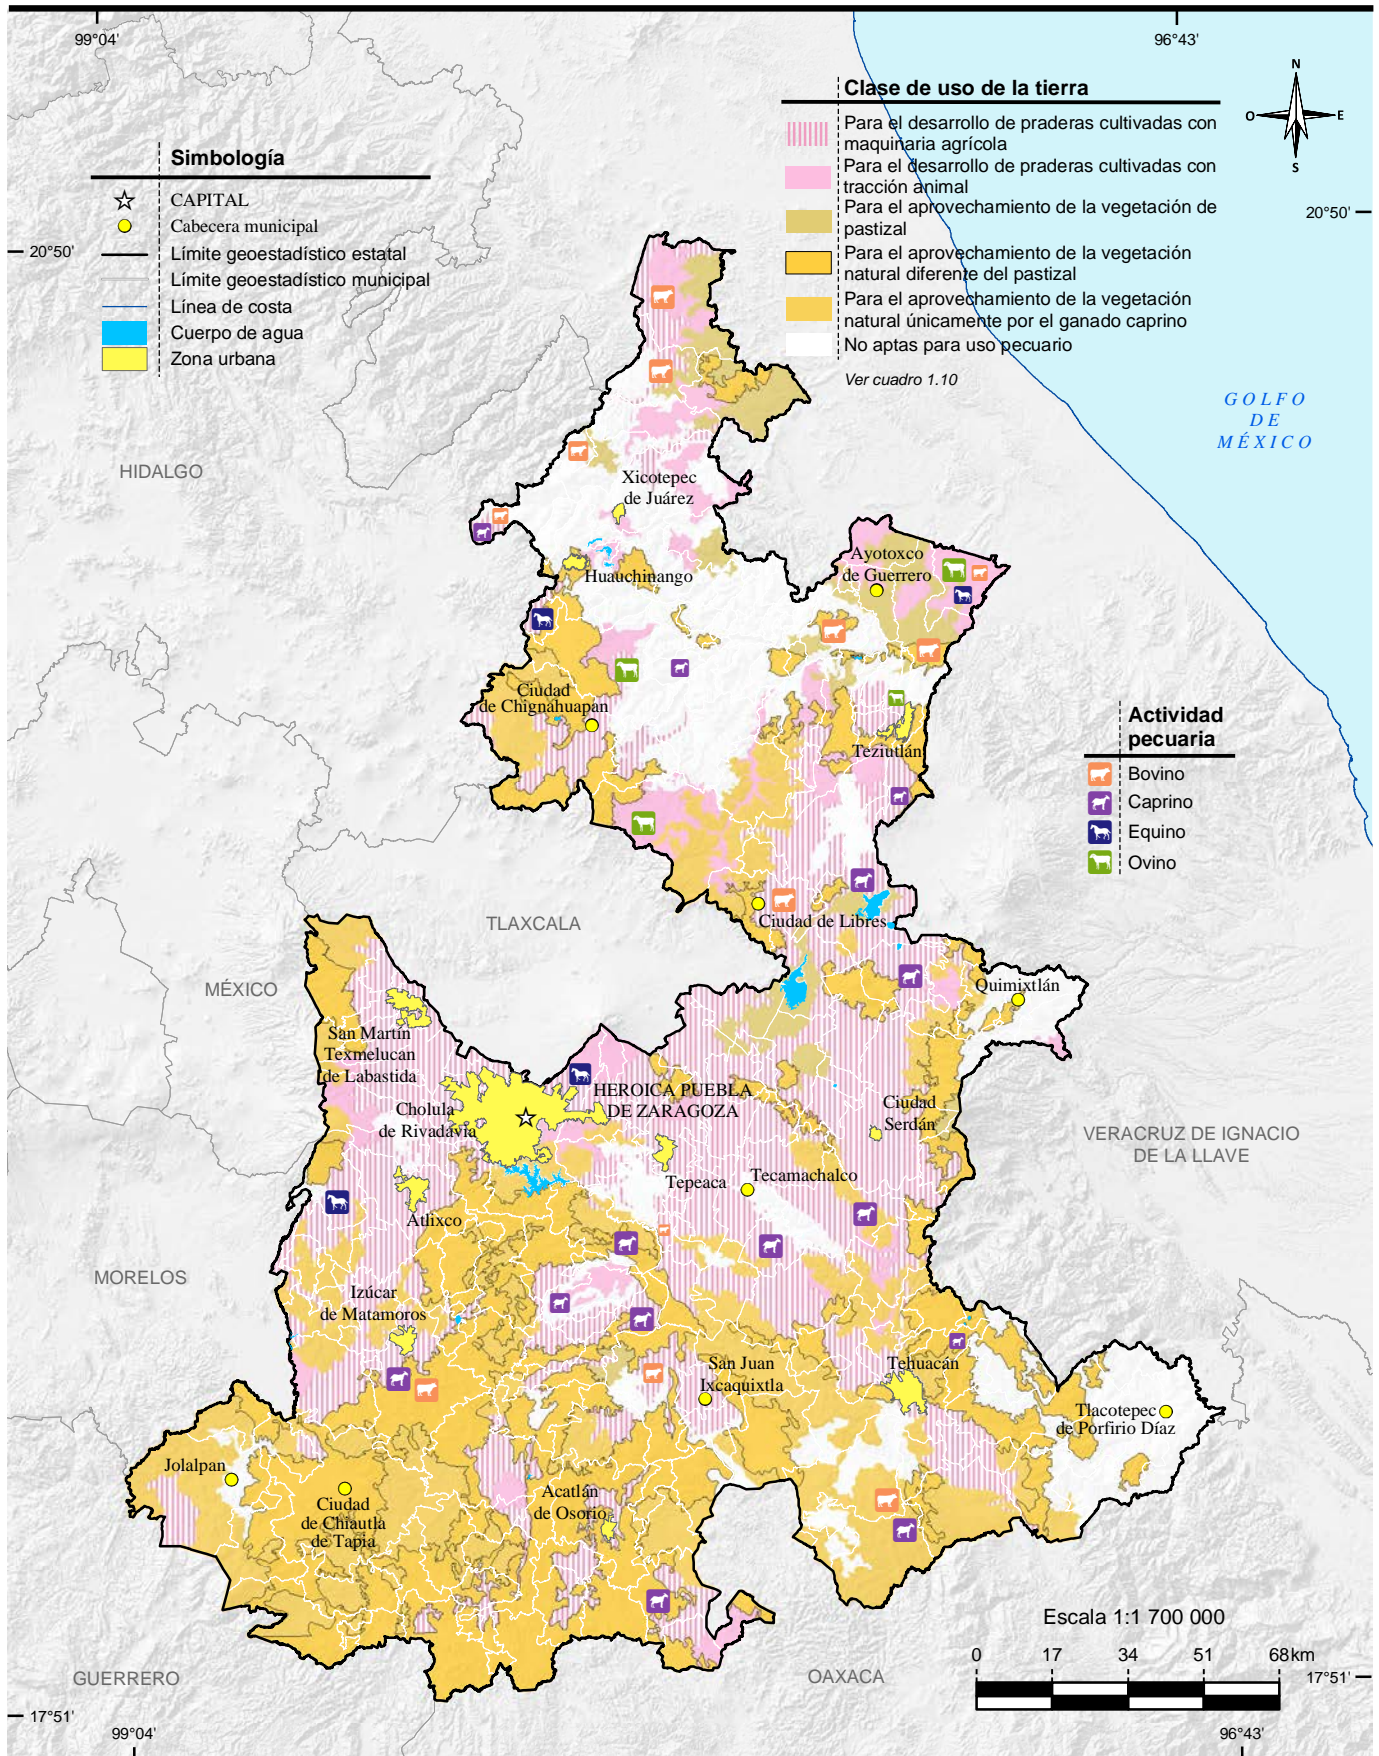 99°04'
96°43'
Clase de uso de la tierra
Para el desarrollo de praderas cultivadas con
maquinaria agrícola
Para el desarrollo de praderas cultivadas con
tracción animal
Para el aprovechamiento de la vegetación de
pastizal
Para el aprovechamiento de la vegetación
natural diferente del pastizal
Para el aprovechamiento de la vegetación
natural únicamente por el ganado caprino
No aptas para uso pecuario
Ver cuadro 1.10
N
O
E
S
Simbología
CAPITAL
Cabecera municipal
Límite geoestadístico estatal
Límite geoestadístico municipal
Línea de costa
Cuerpo de agua
Zona urbana
20°50'
20°50'
GOLFO
DE
MÉXICO
HIDALGO
Xicotepec
de Juárez
Huauchinango
Ayotoxco
de Guerrero
Ciudad
de Chignahuapan
Teziutlán
Actividad
pecuaria
Bovino
Caprino
Equino
Ovino
TLAXCALA
Ciudad de Libres
MÉXICO
Quimixtlán
San Martín
Texmelucan
de Labastida
HEROICA PUEBLA
DE ZARAGOZA
Cholula
de Rivadavia
Ciudad
Serdán
VERACRUZ DE IGNACIO
DE LA LLAVE
Tepeaca
Tecamachalco
Atlixco
MORELOS
Izúcar
de Matamoros
San Juan
Ixcaquixtla
Tehuacán
Tlacotepec
de Porfirio Díaz
Jolalpan
Ciudad
de Chiautla
de Tapia
Acatlán
de Osorio
Escala 1:1 700 000
0 17 34 51 68 km
GUERRERO
OAXACA
17°51'
17°51'
99°04'
96°43'